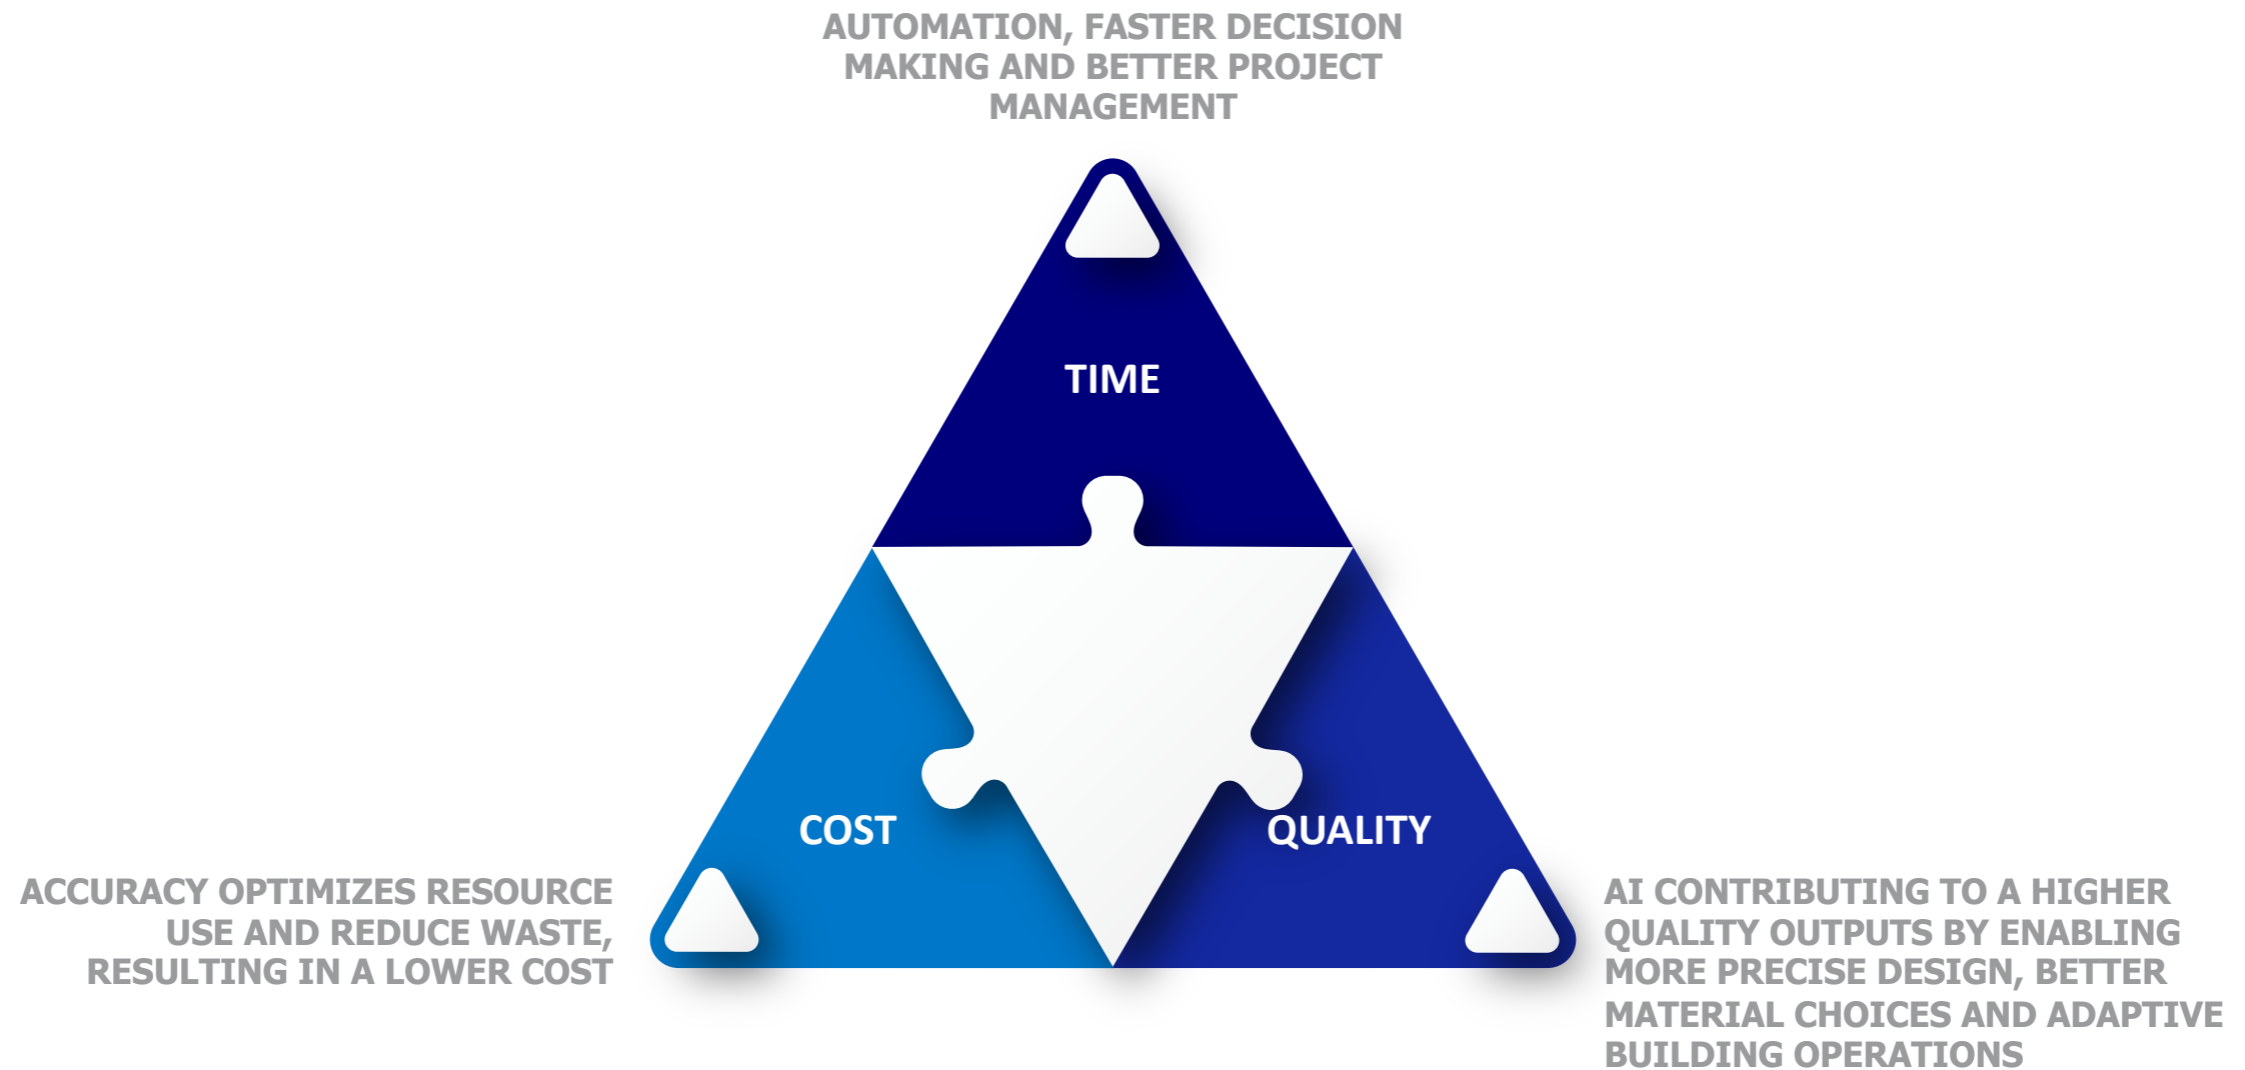 AUTOMATION, FASTER DECISION
MAKING AND BETTER PROJECT
MANAGEMENT
TIME
COST
QUALITY
ACCURACY OPTIMIZES RESOURCE
USE AND REDUCE WASTE,
RESULTING IN A LOWER COST
AI CONTRIBUTING TO A HIGHER
QUALITY OUTPUTS BY ENABLING
MORE PRECISE DESIGN, BETTER
MATERIAL CHOICES AND ADAPTIVE
BUILDING OPERATIONS